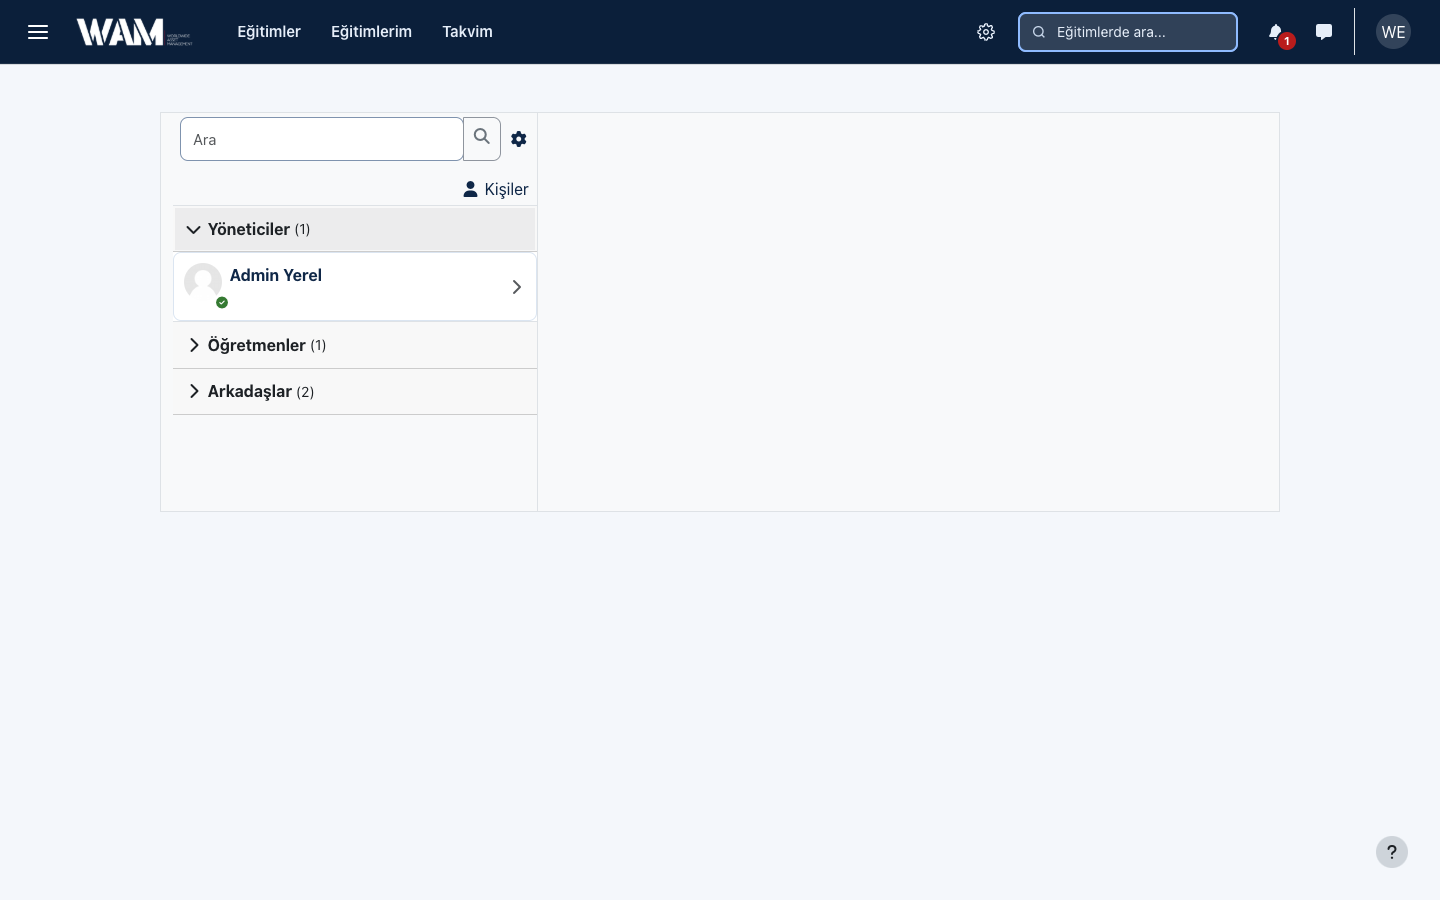 WAM
Eğitimler
Eğitimlerim
Takvim
Eğitimlerde ara...
1
WE
Ara
Kişiler
Yöneticiler (1)
Admin Yerel
Öğretmenler (1)
Arkadaşlar (2)
?